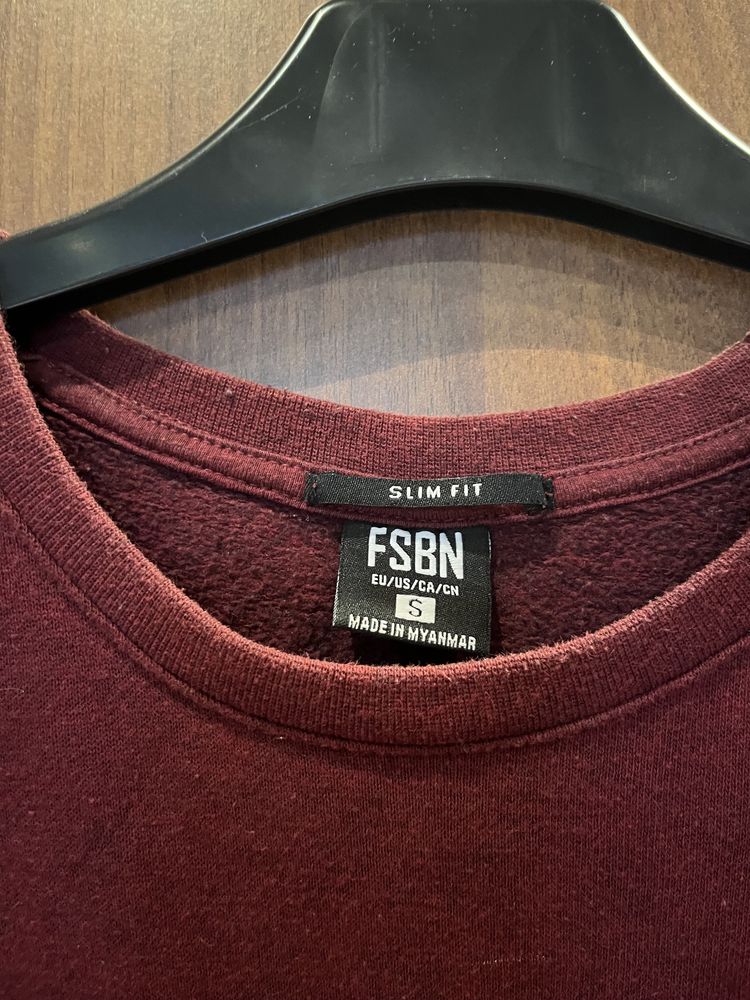 SLIM FIT
FSBN
EU/US/CA/CN
S
MADE IN MYANMAR